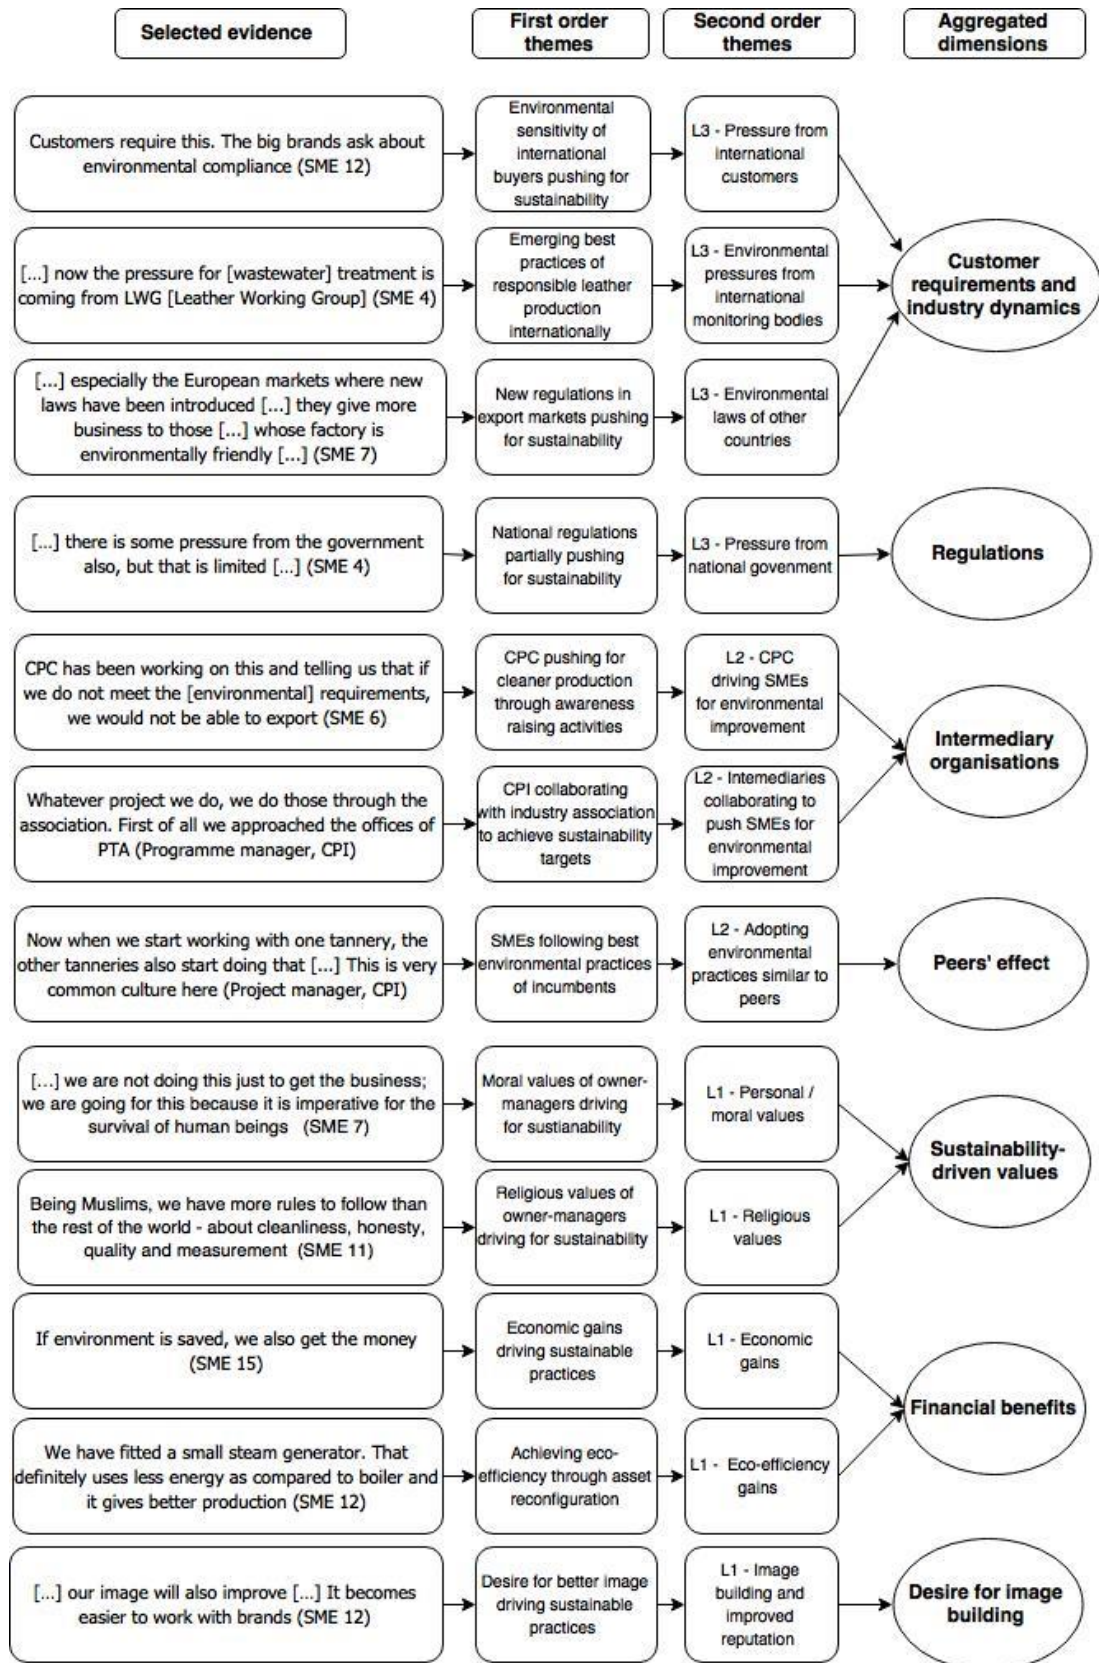 Selected evidence
First order
themes
Second order
themes
Aggregated
dimensions
Customers require this. The big brands ask about
environmental compliance (SME 12)
Environmental
sensitivity of
international
buyers pushing for
sustainability
L3 - Pressure from
international
customers
[...] now the pressure for [wastewater] treatment is
coming from LWG [Leather Working Group] (SME 4)
Emerging best
practices of
responsible leather
production
internationally
L3 - Environmental
pressures from
international
monitoring bodies
Customer
requirements and
industry dynamics
[...] especially the European markets where new
laws have been introduced [...] they give more
business to those [...] whose factory is
environmentally friendly [...] (SME 7)
New regulations in
export markets pushing
for sustainability
L3 - Environmental
laws of other
countries
[...] there is some pressure from the government
also, but that is limited [...] (SME 4)
National regulations
partially pushing
for sustainability
L3 - Pressure from
national govenment
Regulations
CPC has been working on this and telling us that if
we do not meet the [environmental] requirements,
we would not be able to export (SME 6)
CPC pushing for
cleaner production
through awareness
raising activities
L2 - CPC
driving SMEs
for environmental
improvement
Intermediary
organisations
Whatever project we do, we do those through the
association. First of all we approached the offices of
PTA (Programme manager, CPI)
CPI collaborating
with industry association
to achieve sustainability
targets
L2 - Intemediaries
collaborating to
push SMEs for
environmental
improvement
Now when we start working with one tannery, the
other tanneries also start doing that [...] This is very
common culture here (Project manager, CPI)
SMEs following best
environmental practices
of incumbents
L2 - Adopting
environmental
practices similar to
peers
Peers' effect
[...] we are not doing this just to get the business;
we are going for this because it is imperative for the
survival of human beings (SME 7)
Moral values of owner-
managers driving
for sustianability
L1 - Personal /
moral values
Sustainability-
driven values
Being Muslims, we have more rules to follow than
the rest of the world - about cleanliness, honesty,
quality and measurement (SME 11)
Religious values of
owner-managers
driving for sustainability
L1 - Religious
values
If environment is saved, we also get the money
(SME 15)
Economic gains
driving sustainable
practices
L1 - Economic
gains
Financial benefits
We have fitted a small steam generator. That
definitely uses less energy as compared to boiler and
it gives better production (SME 12)
Achieving eco-
efficiency through asset
reconfiguration
L1 - Eco-efficiency
gains
[...] our image will also improve [...] It becomes
easier to work with brands (SME 12)
Desire for better image
driving sustainable
practices
L1 - Image
building and
improved
reputation
Desire for image
building